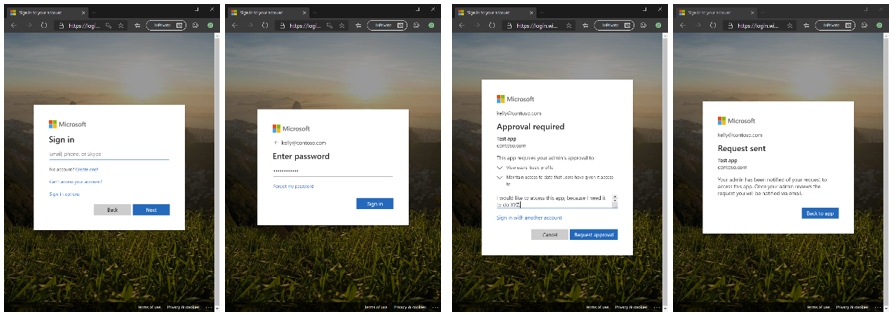 Sign in to your account
https://logi...
InPrivate
Microsoft
Sign in
Email, phone, or Skype
No account? Create one!
Can't access your account?
Sign-in options
Back
Next
Terms of use
Privacy & cookies
...
Sign in to your account
https://logi...
InPrivate
Microsoft
kelly@contoso.com
Enter password
••••••••••••
Forgot my password
Sign in
Terms of use
Privacy & cookies
...
Sign in to your account
https://login.wi...
InPrivate
Microsoft
kelly@contoso.com
Approval required
Test app
contoso.com
This app requires your admin's approval to:
View users' basic profile
Maintain access to data that users have given it access
to
I would like to access this app, because I need it
to do XYZ
Sign in with another account
Cancel
Request approval
Sign in to your account
https://login.wi...
InPrivate
Microsoft
kelly@contoso.com
Request sent
Test app
contoso.com
Your admin has been notified of your request to
access this app. Once your admin reviews the
request you will be notified via email.
Back to app
Terms of use
Privacy & cookies
...